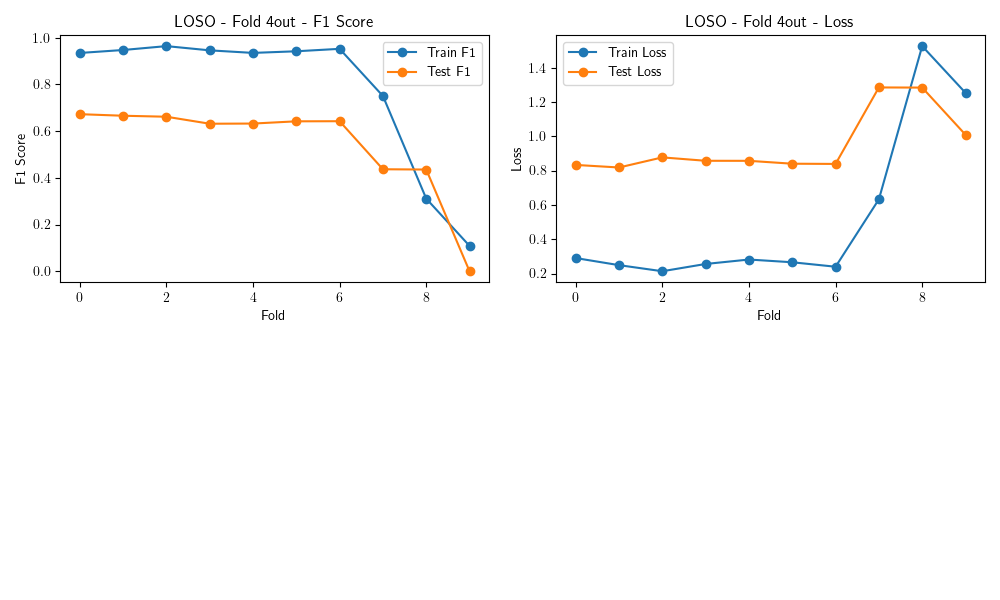 LOSO - Fold 4out - F1 Score
1.0
0.8
0.6
0.4
0.2
0.0
F1 Score
Train F1
Test F1
0 2 4 6 8
Fold
LOSO - Fold 4out - Loss
1.4
1.2
1.0
0.8
0.6
0.4
0.2
Loss
Train Loss
Test Loss
0 2 4 6 8
Fold